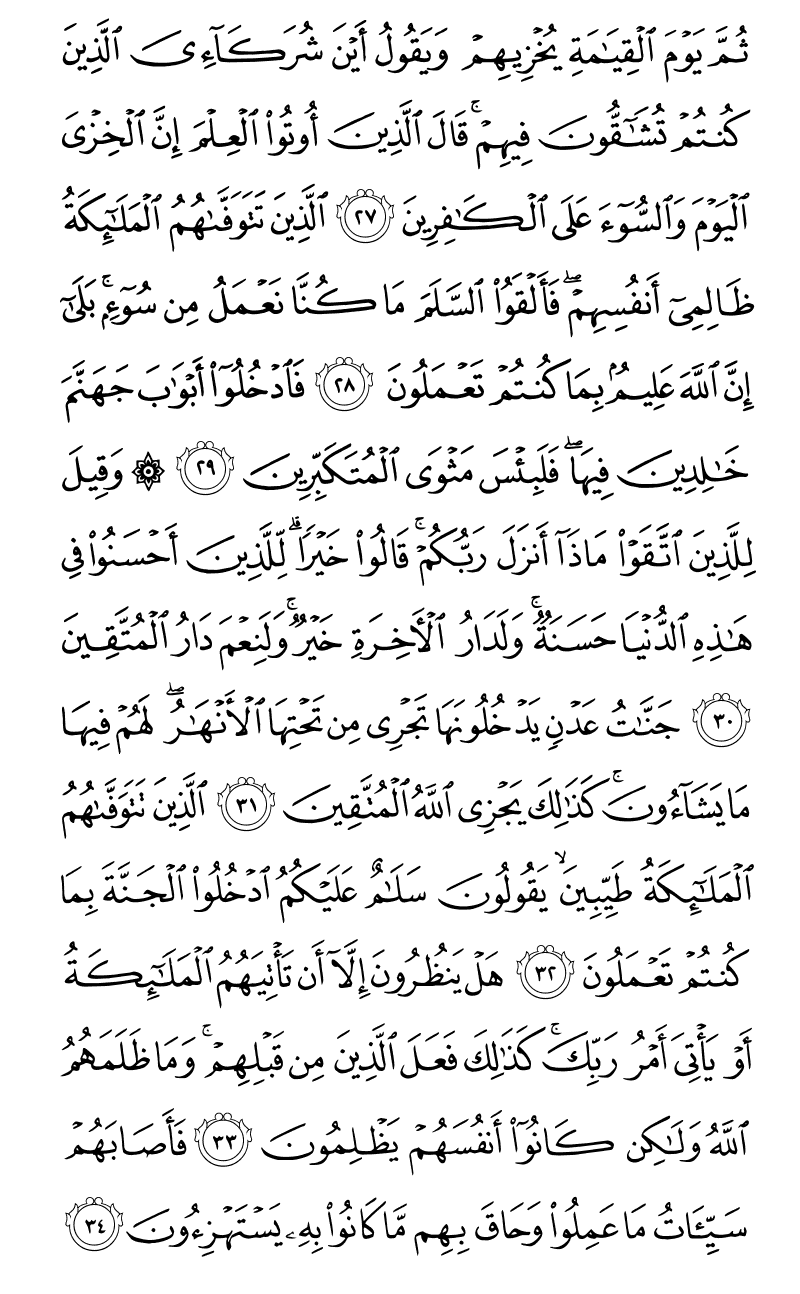 ثُمَّ يَوۡمَ ٱلۡقِيَٰمَةِ يُخۡزِيهِمۡ وَيَقُولُ أَيۡنَ شُرَكَآءِيَ ٱلَّذِينَ
كُنتُمۡ تُشَٰٓقُّونَ فِيهِمۡۚ قَالَ ٱلَّذِينَ أُوتُواْ ٱلۡعِلۡمَ إِنَّ ٱلۡخِزۡيَ
ٱلۡيَوۡمَ وَٱلسُّوٓءَ عَلَى ٱلۡكَٰفِرِينَ ٢٧ ٱلَّذِينَ تَتَوَفَّىٰهُمُ ٱلۡمَلَٰٓئِكَةُ
ظَالِمِيٓ أَنفُسِهِمۡۖ فَأَلۡقَوُاْ ٱلسَّلَمَ مَا كُنَّا نَعۡمَلُ مِن سُوٓءِۭۚ بَلَىٰٓ
إِنَّ ٱللَّهَ عَلِيمُۢ بِمَا كُنتُمۡ تَعۡمَلُونَ ٢٨ فَٱدۡخُلُوٓاْ أَبۡوَٰبَ جَهَنَّمَ
خَٰلِدِينَ فِيهَاۖ فَلَبِئۡسَ مَثۡوَى ٱلۡمُتَكَبِّرِينَ ٢٩ ۞ وَقِيلَ
لِلَّذِينَ ٱتَّقَوۡاْ مَاذَآ أَنزَلَ رَبُّكُمۡۚ قَالُواْ خَيۡرٗاۗ لِّلَّذِينَ أَحۡسَنُواْ فِي
هَٰذِهِ ٱلدُّنۡيَا حَسَنَةٞۚ وَلَدَارُ ٱلۡأٓخِرَةِ خَيۡرٞۚ وَلَنِعۡمَ دَارُ ٱلۡمُتَّقِينَ
٣٠ جَنَّٰتُ عَدۡنٖ يَدۡخُلُونَهَا تَجۡرِي مِن تَحۡتِهَا ٱلۡأَنۡهَٰرُۖ لَهُمۡ فِيهَا
مَا يَشَآءُونَۚ كَذَٰلِكَ يَجۡزِي ٱللَّهُ ٱلۡمُتَّقِينَ ٣١ ٱلَّذِينَ تَتَوَفَّىٰهُمُ
ٱلۡمَلَٰٓئِكَةُ طَيِّبِينَ يَقُولُونَ سَلَٰمٌ عَلَيۡكُمُ ٱدۡخُلُواْ ٱلۡجَنَّةَ بِمَا
كُنتُمۡ تَعۡمَلُونَ ٣٢ هَلۡ يَنظُرُونَ إِلَّآ أَن تَأۡتِيَهُمُ ٱلۡمَلَٰٓئِكَةُ
أَوۡ يَأۡتِيَ أَمۡرُ رَبِّكَۚ كَذَٰلِكَ فَعَلَ ٱلَّذِينَ مِن قَبۡلِهِمۡۚ وَمَا ظَلَمَهُمُ
ٱللَّهُ وَلَٰكِن كَانُوٓاْ أَنفُسَهُمۡ يَظۡلِمُونَ ٣٣ فَأَصَابَهُمۡ
سَيِّـَٔاتُ مَا عَمِلُواْ وَحَاقَ بِهِم مَّا كَانُواْ بِهِۦ يَسۡتَهۡزِءُونَ ٣٤